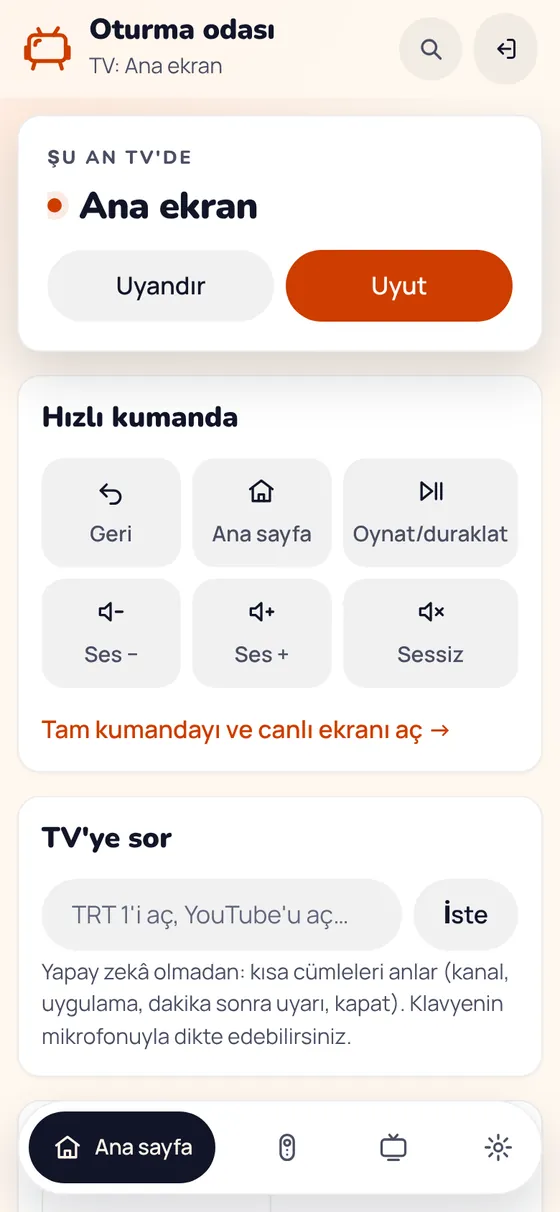 Oturma odası
TV: Ana ekran
ŞU AN TV'DE
Ana ekran
Uyandır
Uyut
Hızlı kumanda
Geri
Ana sayfa
Oynat/duraklat
Ses −
Ses +
Sessiz
Tam kumandayı ve canlı ekranı aç →
TV'ye sor
TRT 1'i aç, YouTube'u aç...
İste
Yapay zekâ olmadan: kısa cümleleri anlar (kanal,
uygulama, dakika sonra uyarı, kapat). Klavyenin
mikrofonuyla dikte edebilirsiniz.
Ana sayfa